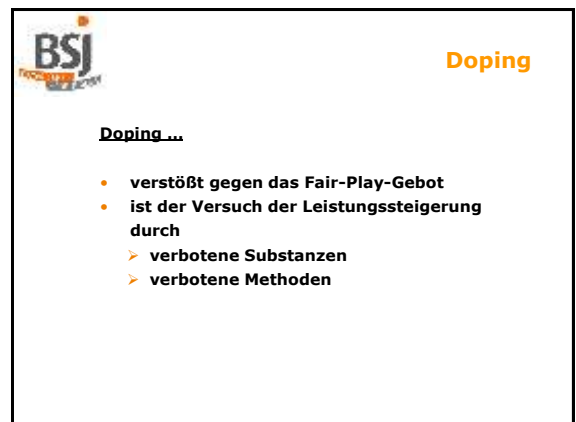 BSJ
Doping
Doping ...
• verstößt gegen das Fair-Play-Gebot
• ist der Versuch der Leistungssteigerung
durch
➢ verbotene Substanzen
➢ verbotene Methoden